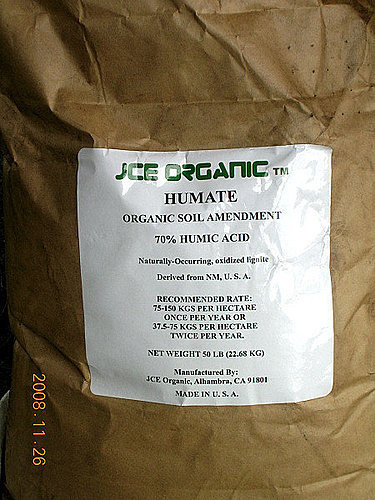 JCE ORGANIC TM
HUMATE
ORGANIC SOIL AMENDMENT
70% HUMIC ACID
Naturally-Occurring, oxidized lignite
Derived from NM, U. S. A.
RECOMMENDED RATE:
75-150 KGS PER HECTARE
ONCE PER YEAR OR
37.5-75 KGS PER HECTARE
TWICE PER YEAR.
NET WEIGHT 50 LB (22.68 KG)
Manufactured By:
JCE Organic, Alhambra, CA 91801
MADE IN U. S. A.
2008.11.26